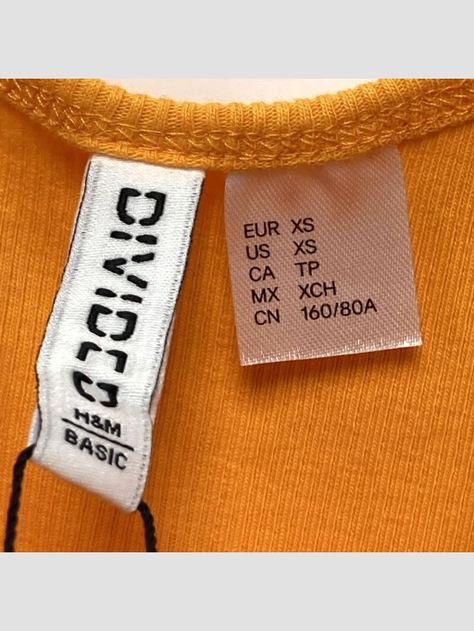 DIVIDED
H&M
BASIC
EUR XS
US XS
CA TP
MX XCH
CN 160/80A